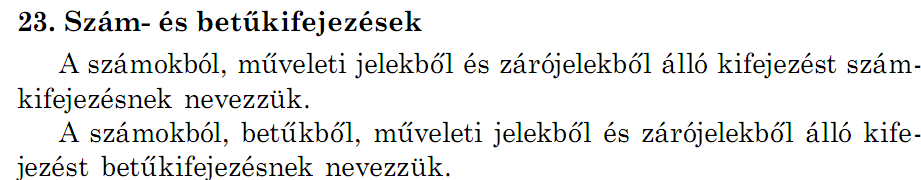 23. Szám- és betűkifejezések
A számokból, műveleti jelekből és zárójelekből álló kifejezést szám-
kifejezésnek nevezzük.
A számokból, betűkből, műveleti jelekből és zárójelekből álló kife-
jezést betűkifejezésnek nevezzük.